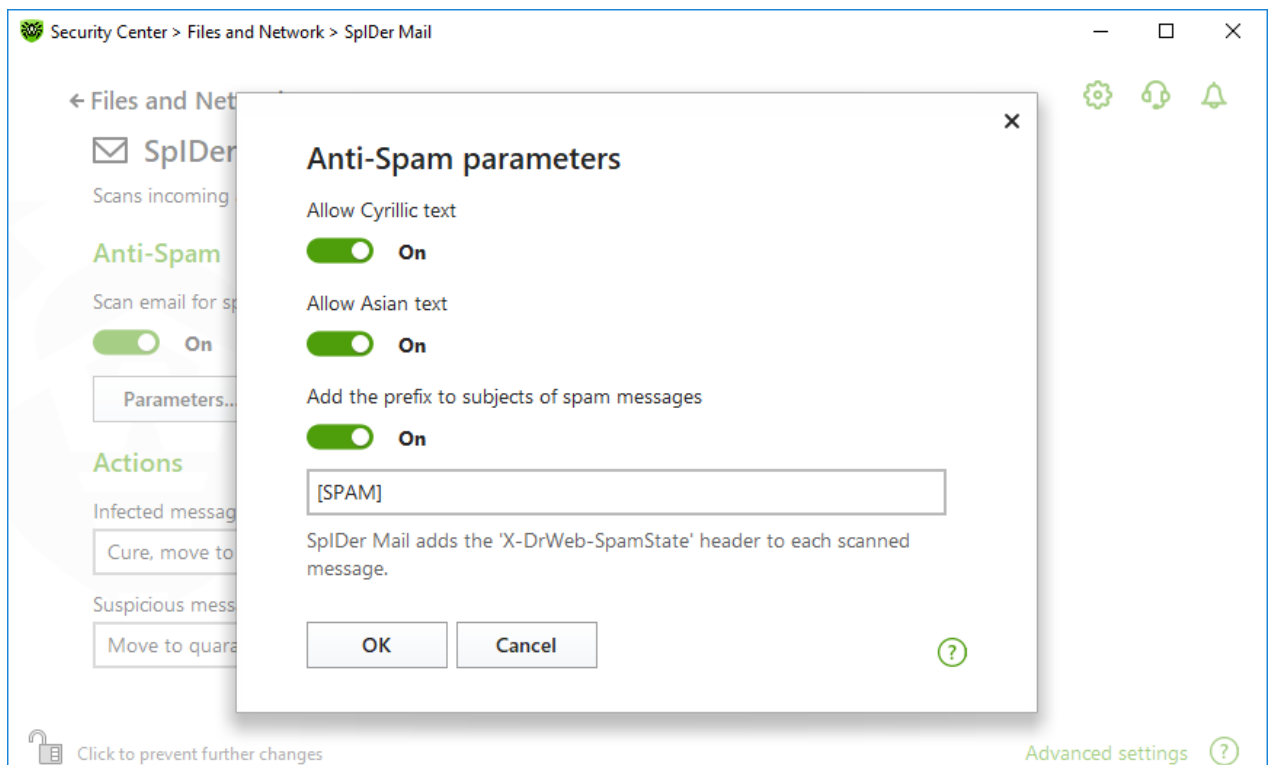 Security Center > Files and Network > SpIDer Mail
Files and Net
SpIDer
Scans incoming
Anti-Spam
Scan email for
On
Parameters...
Actions
Infected messag
Cure, move to
Suspicious mess
Move to quara
Anti-Spam parameters
Allow Cyrillic text
On
Allow Asian text
On
Add the prefix to subjects of spam messages
On
[SPAM]
SpIDer Mail adds the 'X-DrWeb-SpamState' header to each scanned
message.
OK Cancel
?
Click to prevent further changes
Advanced settings ?